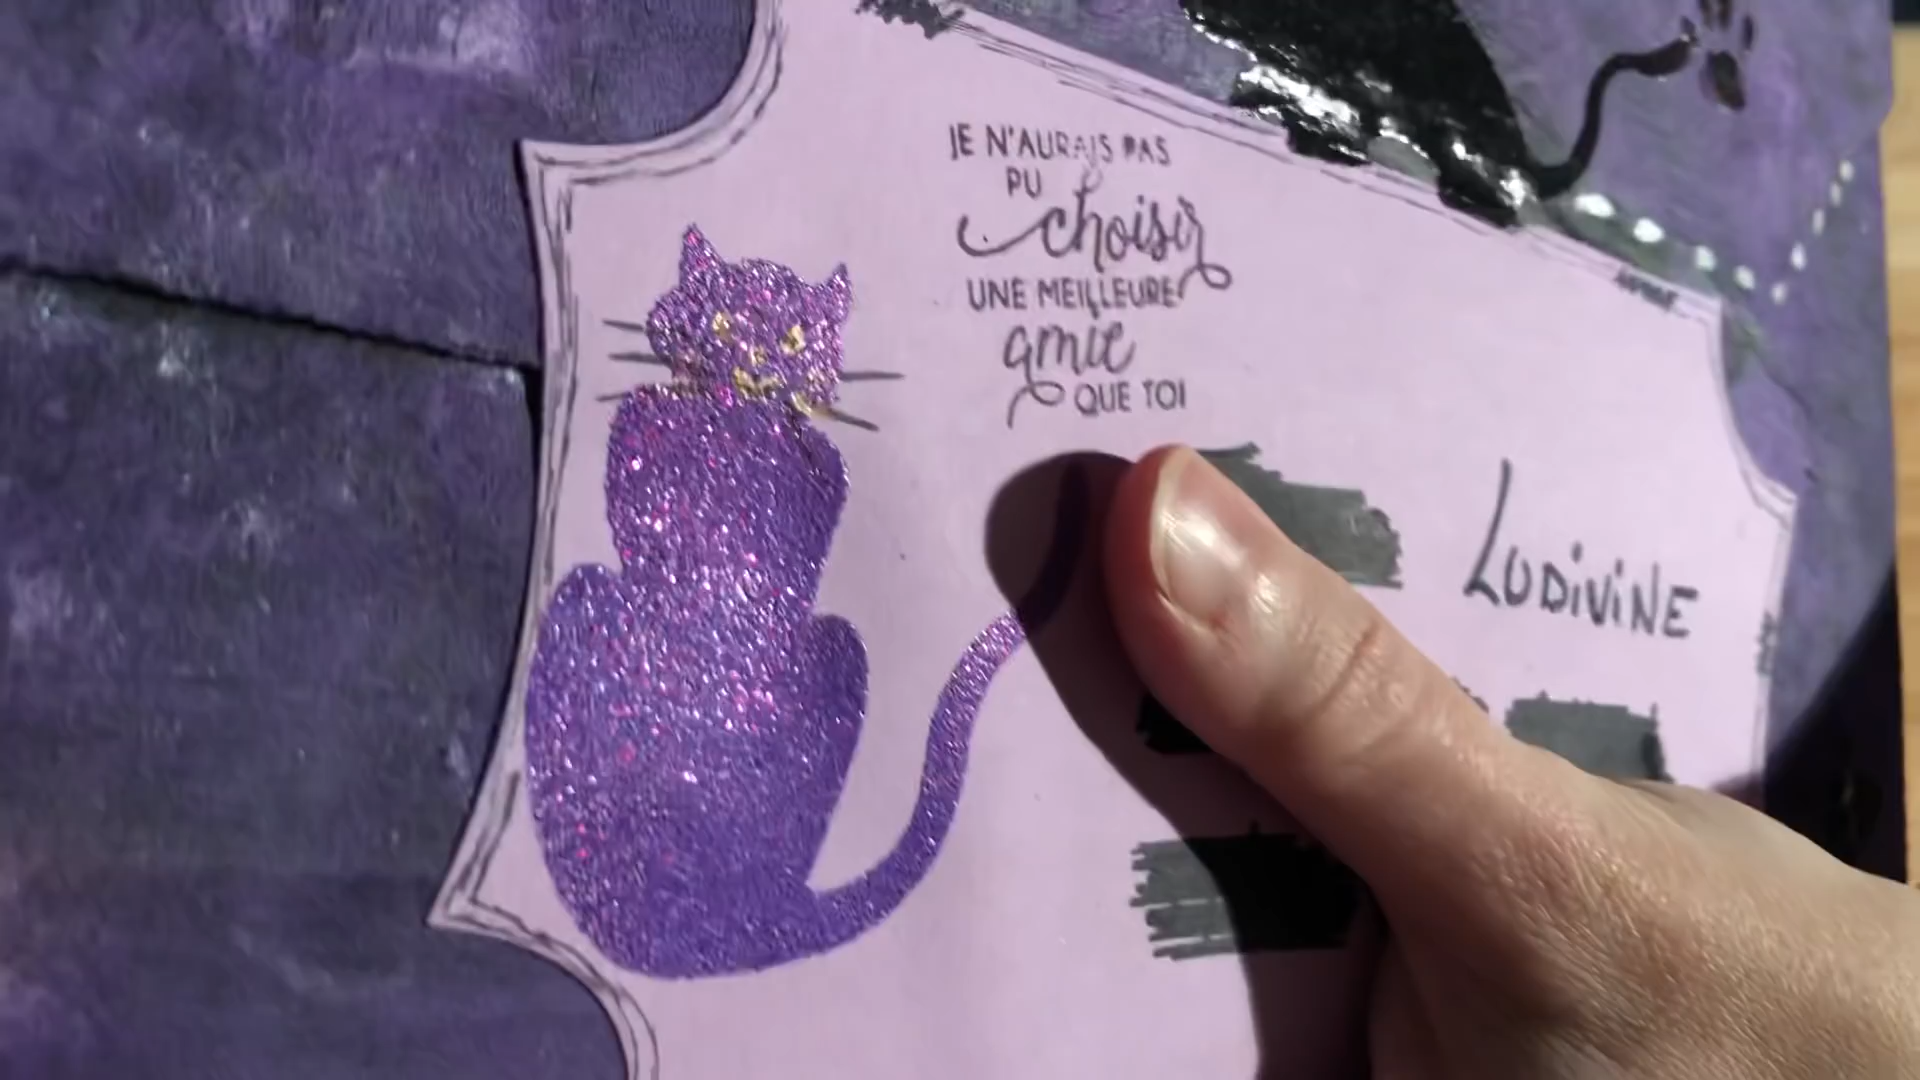 JE N'AURAIS PAS
PU
choisir
UNE MEILLEURE
amie
QUE TOI
LUDIViNE